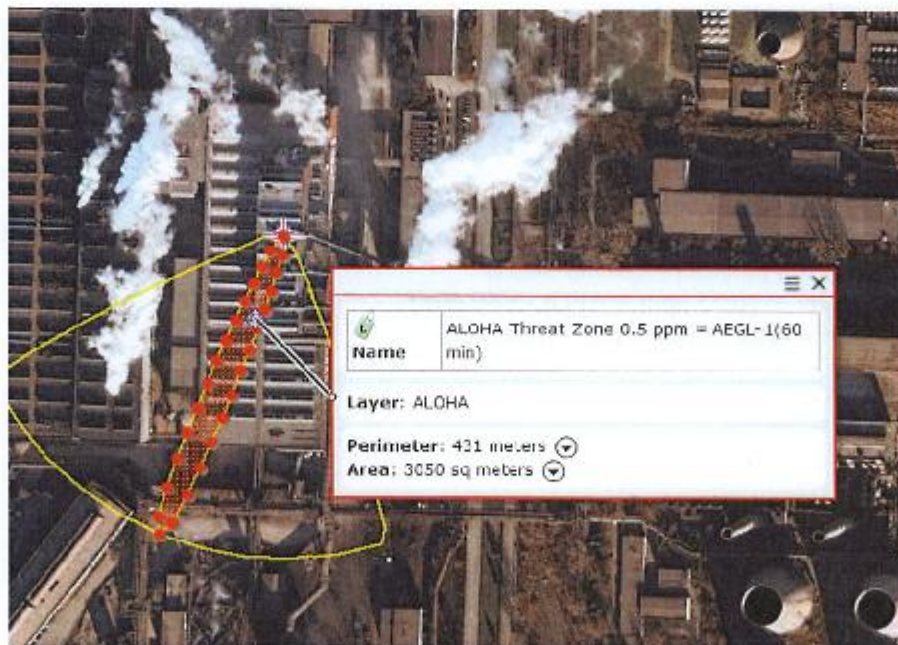 Name
ALOHA Threat Zone 0.5 ppm = AEGL-1(60
min)
Layer: ALOHA
Perimeter: 431 meters
Area: 3050 sq meters